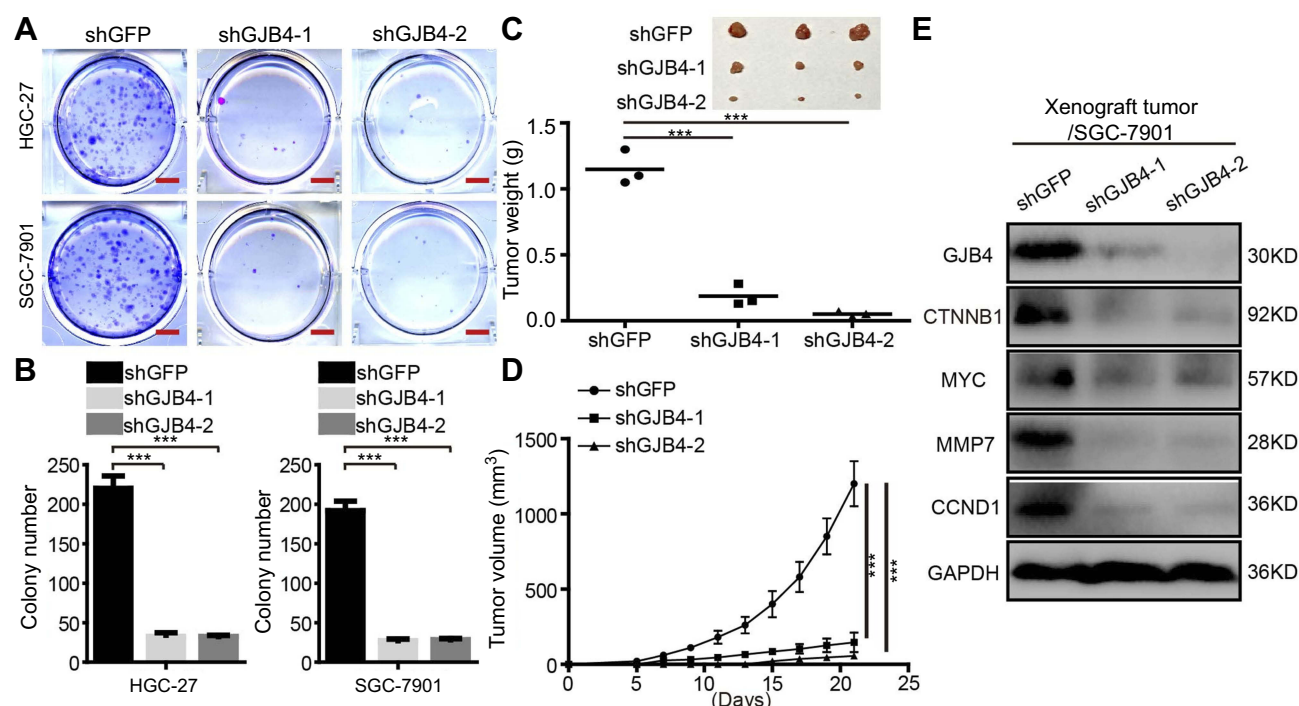 A
shGFP shGJB4-1 shGJB4-2
HGC-27
SGC-7901
B
shGFP
shGJB4-1
shGJB4-2
***
***
250
200
150
100
50
0
Colony number
HGC-27
shGFP
shGJB4-1
shGJB4-2
***
***
250
200
150
100
50
0
Colony number
SGC-7901
C
shGFP
shGJB4-1
shGJB4-2
***
***
1.5
1.0
0.5
0.0
Tumor weight (g)
shGFP shGJB4-1 shGJB4-2
D
shGFP
shGJB4-1
shGJB4-2
1500
1000
500
0
Tumor volume (mm³)
***
***
0 5 10 15 20 25
(Days)
E
Xenograft tumor
/SGC-7901
shGFP shGJB4-1 shGJB4-2
GJB4 30KD
CTNNB1 92KD
MYC 57KD
MMP7 28KD
CCND1 36KD
GAPDH 36KD